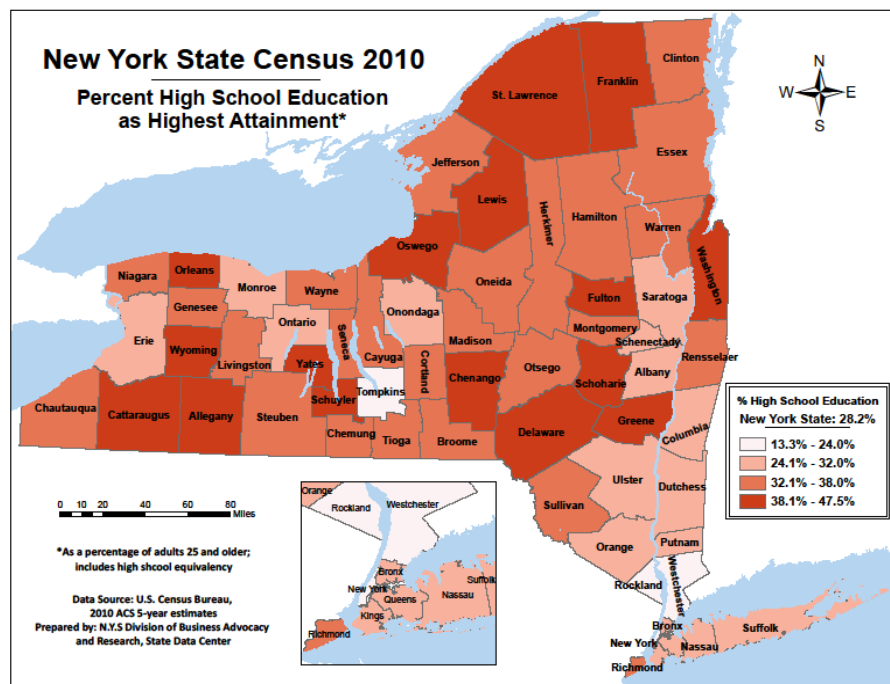 New York State Census 2010
Percent High School Education
as Highest Attainment*
N
W
E
S
Clinton
Franklin
St. Lawrence
Essex
Jefferson
Lewis
Hamilton
Herkimer
Warren
Washington
Oswego
Oneida
Niagara
Orleans
Monroe
Wayne
Fulton
Saratoga
Genesee
Onondaga
Montgomery
Ontario
Seneca
Madison
Schenectady
Erie
Wyoming
Livingston
Yates
Cayuga
Cortland
Otsego
Albany
Rensselaer
Chenango
Schoharie
Tompkins
Schuyler
Chautauqua
Cattaraugus
Allegany
Steuben
Chemung
Tioga
Broome
Delaware
Greene
Columbia
Ulster
Dutchess
Sullivan
Orange
Putnam
Rockland
Westchester
Bronx
New York
Nassau
Suffolk
Richmond
% High School Education
New York State: 28.2%
13.3% - 24.0%
24.1% - 32.0%
32.1% - 38.0%
38.1% - 47.5%
0 10 20 40 60 80
Miles
*As a percentage of adults 25 and older;
includes high shcool equivalency
Data Source: U.S. Census Bureau,
2010 ACS 5-year estimates
Prepared by: N.Y.S Division of Business Advocacy
and Research, State Data Center
Orange
Rockland
Westchester
Bronx
New York
Queens
Kings
Nassau
Suffolk
Richmond